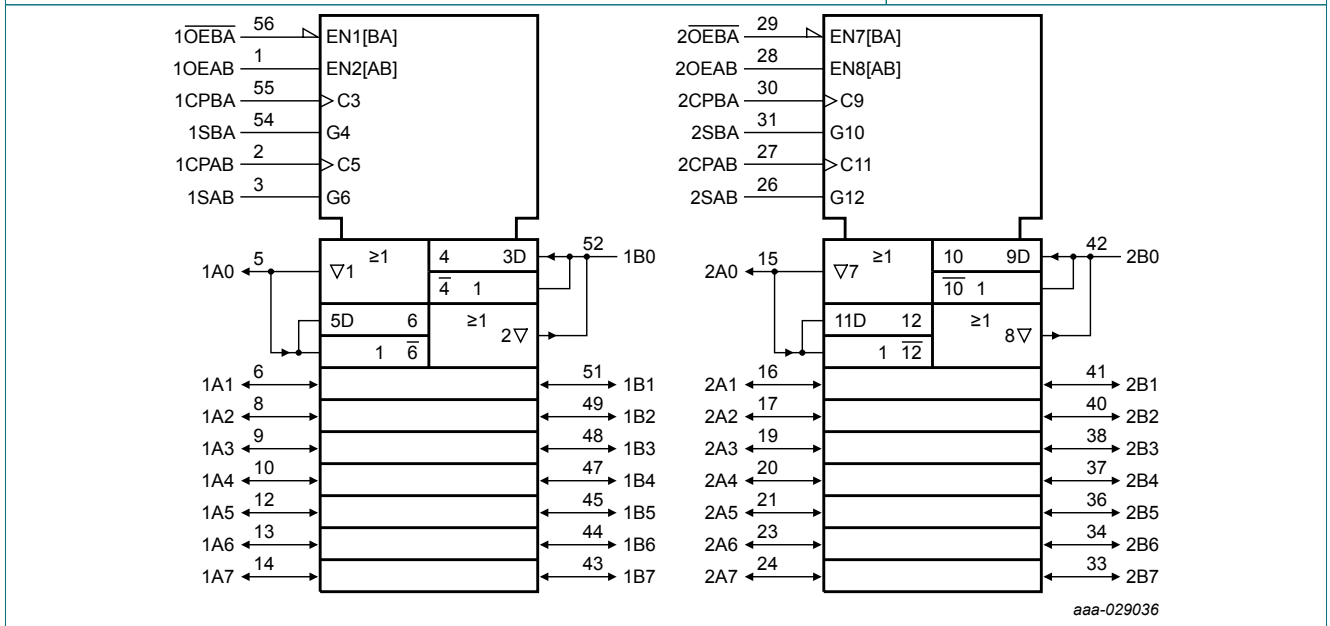 1O̅E̅B̅A̅ 56 EN1[BA]
1OEAB 1 EN2[AB]
1CPBA 55 C3
1SBA 54 G4
1CPAB 2 C5
1SAB 3 G6
1A0 5 ▽1 ≥1 4 3D 52 1B0
4̅ 1
5D 6 ≥1 2▽
1 6̅
1A1 6 51 1B1
1A2 8 49 1B2
1A3 9 48 1B3
1A4 10 47 1B4
1A5 12 45 1B5
1A6 13 44 1B6
1A7 14 43 1B7
2O̅E̅B̅A̅ 29 EN7[BA]
2OEAB 28 EN8[AB]
2CPBA 30 C9
2SBA 31 G10
2CPAB 27 C11
2SAB 26 G12
2A0 15 ▽7 ≥1 10 9D 42 2B0
1̅0̅ 1
11D 12 ≥1 8▽
1 1̅2̅
2A1 16 41 2B1
2A2 17 40 2B2
2A3 19 38 2B3
2A4 20 37 2B4
2A5 21 36 2B5
2A6 23 34 2B6
2A7 24 33 2B7
aaa-029036